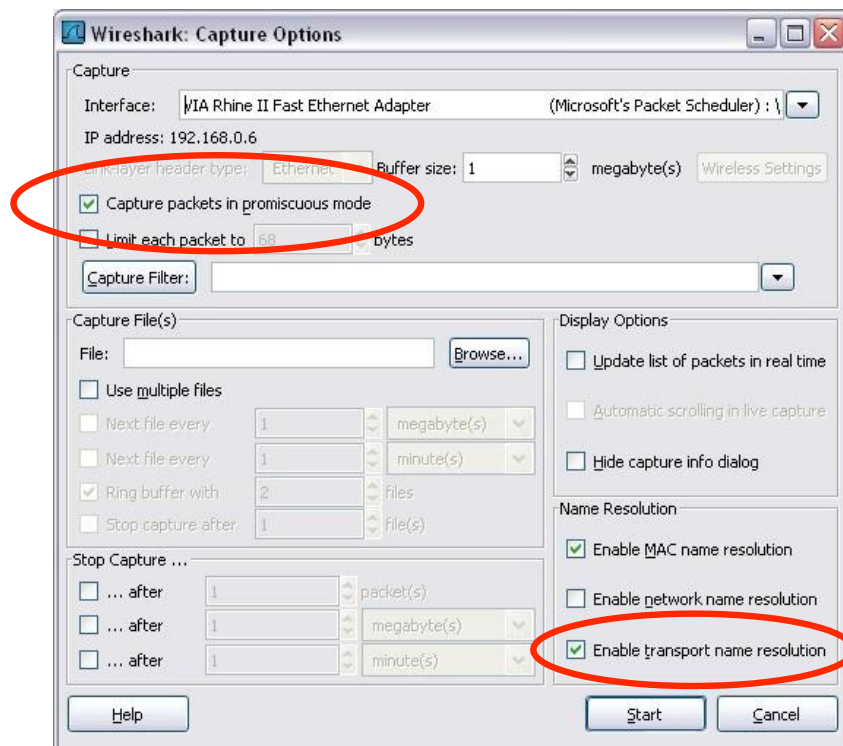 Wireshark: Capture Options
Capture
Interface: VIA Rhine II Fast Ethernet Adapter (Microsoft's Packet Scheduler) : \
IP address: 192.168.0.6
Link-layer header type: Ethernet Buffer size: 1 megabyte(s) Wireless Settings
Capture packets in promiscuous mode
Limit each packet to 68 bytes
Capture Filter:
Capture File(s)
File: Browse...
Use multiple files
Next file every 1 megabyte(s)
Next file every 1 minute(s)
Ring buffer with 2 files
Stop capture after 1 file(s)
Stop Capture ...
... after 1 packet(s)
... after 1 megabyte(s)
... after 1 minute(s)
Display Options
Update list of packets in real time
Automatic scrolling in live capture
Hide capture info dialog
Name Resolution
Enable MAC name resolution
Enable network name resolution
Enable transport name resolution
Help Start Cancel